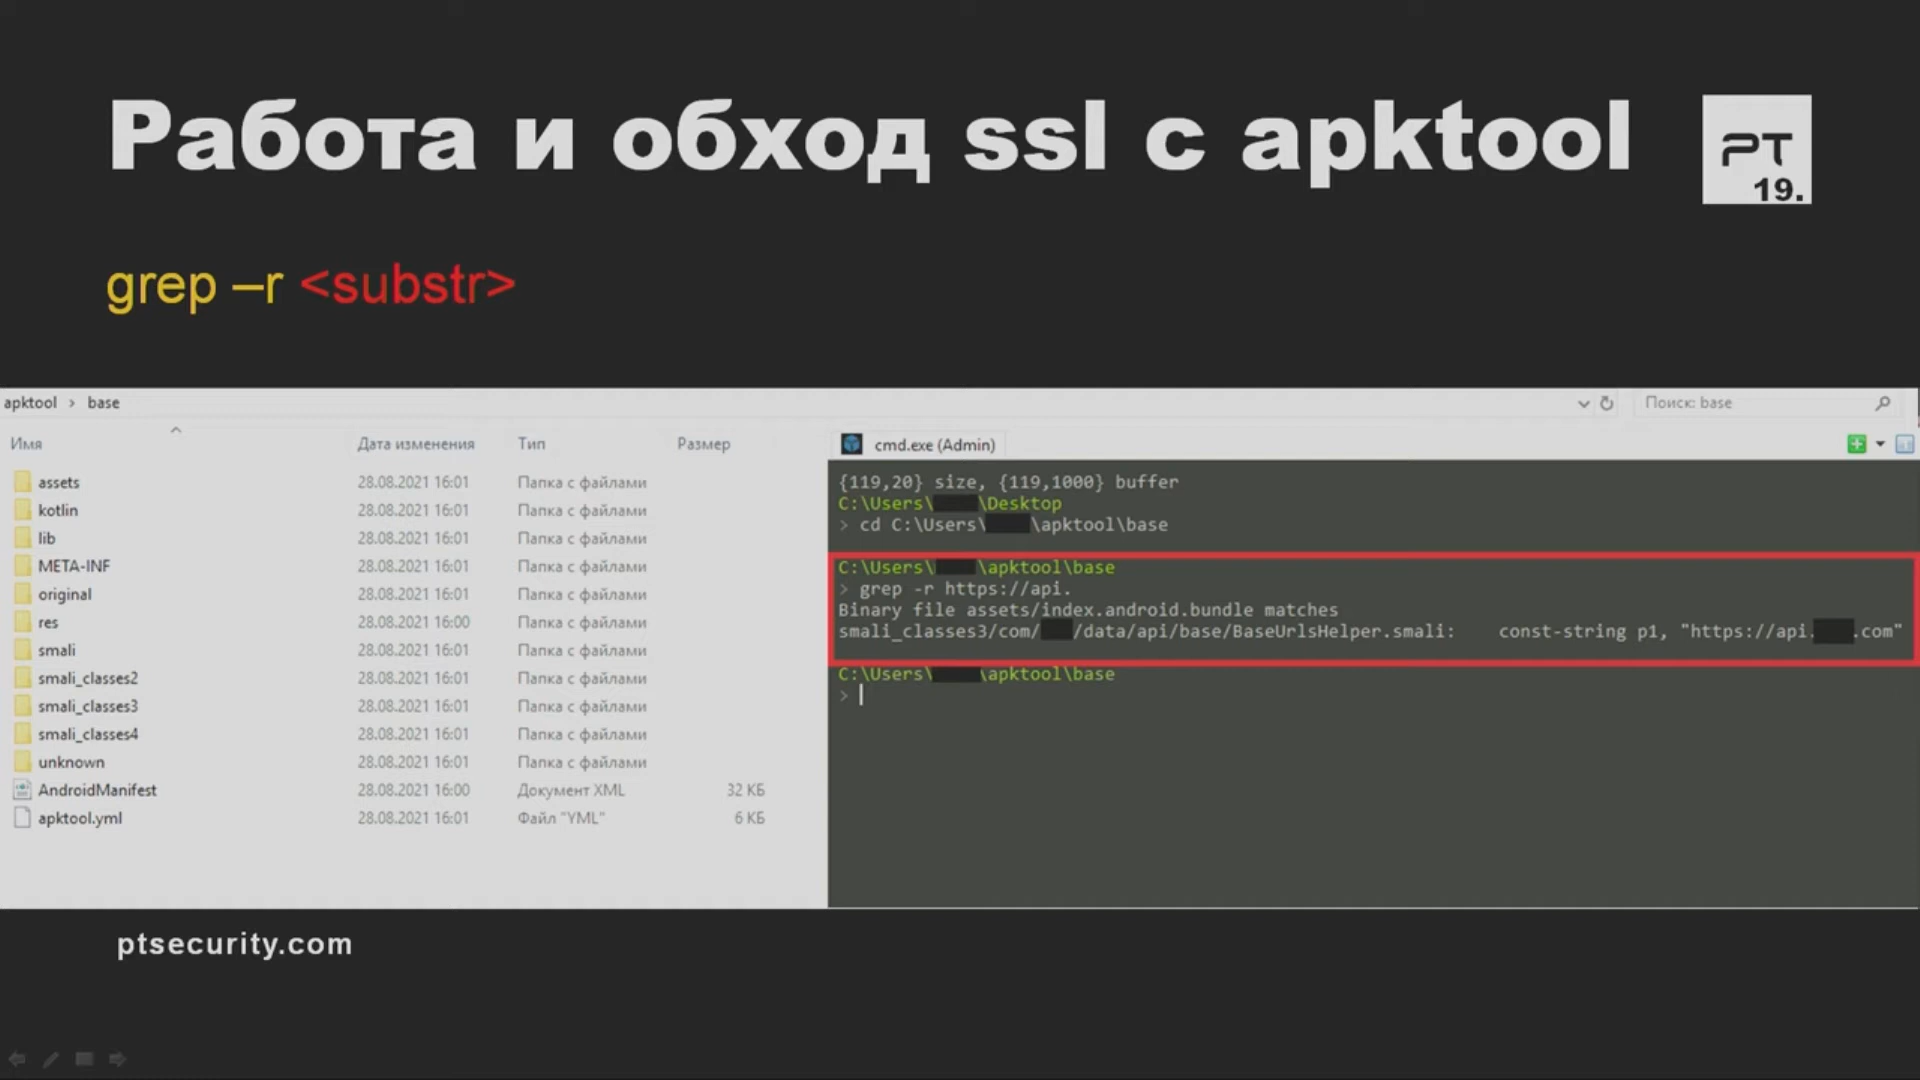 Работа и обход ssl с apktool
PT
19.
grep –r <substr>
apktool > base
Поиск: base
Имя Дата изменения Тип Размер
assets 28.08.2021 16:01 Папка с файлами
kotlin 28.08.2021 16:01 Папка с файлами
lib 28.08.2021 16:01 Папка с файлами
META-INF 28.08.2021 16:01 Папка с файлами
original 28.08.2021 16:01 Папка с файлами
res 28.08.2021 16:00 Папка с файлами
smali 28.08.2021 16:01 Папка с файлами
smali_classes2 28.08.2021 16:01 Папка с файлами
smali_classes3 28.08.2021 16:01 Папка с файлами
smali_classes4 28.08.2021 16:01 Папка с файлами
unknown 28.08.2021 16:01 Папка с файлами
AndroidManifest 28.08.2021 16:00 Документ XML 32 КБ
apktool.yml 28.08.2021 16:01 Файл "YML" 6 КБ
cmd.exe (Admin)
{119,20} size, {119,1000} buffer
C:\Users\ \Desktop
> cd C:\Users\ \apktool\base
C:\Users\ \apktool\base
> grep -r https://api.
Binary file assets/index.android.bundle matches
smali_classes3/com/ /data/api/base/BaseUrlsHelper.smali: const-string p1, "https://api. .com"
C:\Users\ \apktool\base
>
ptsecurity.com